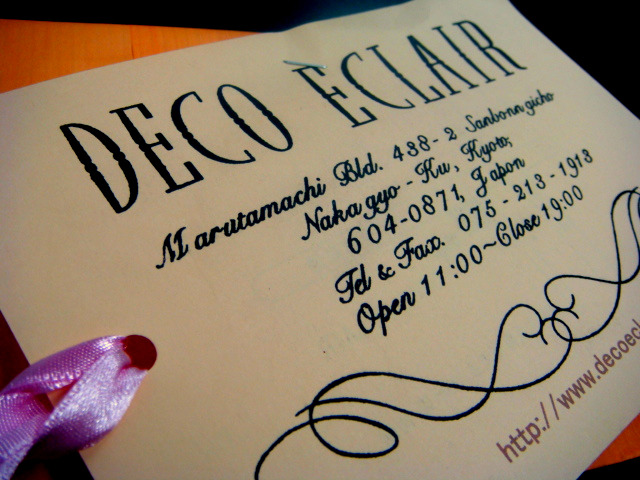 DECO ÈCLAIR
Marutamachi Bld. 438-2 Sanbonngicho
Nakagyo-Ku, Kyoto,
604-0871, Japon
Tel & Fax. 075-213-1913
Open 11:00~Close 19:00
http://www.decoecl